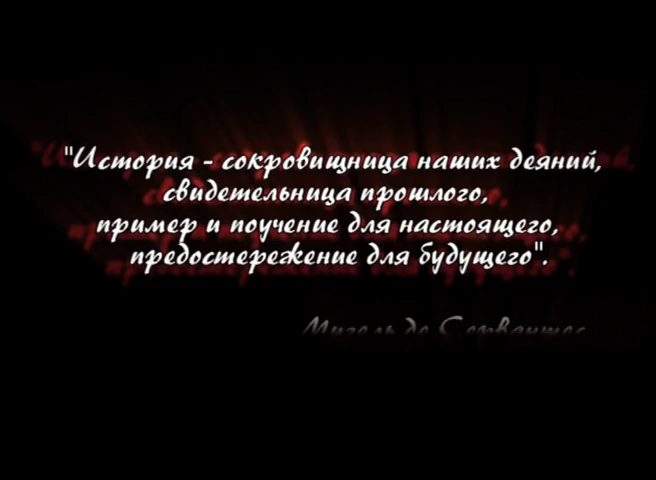 "История - сокровищница наших деяний,
свидетельница прошлого,
пример и поучение для настоящего,
предостережение для будущего".
Мигель де Сервантес